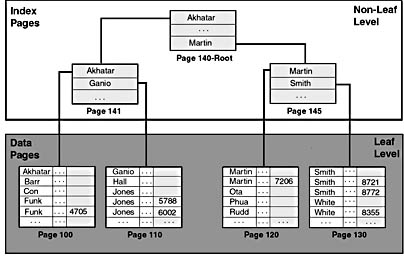 Index Pages
Non-Leaf Level
Akhatar
. . .
Martin
Page 140-Root
Akhatar
Ganio
. . .
Page 141
Martin
Smith
. . .
Page 145
Data Pages
Leaf Level
Akhatar . . .
Barr . . .
Con . . .
Funk . . .
Funk . . . 4705
. . . . . .
Page 100
Ganio . . .
Hall . . .
Jones . . .
Jones . . . 5788
Jones . . . 6002
. . . . . .
Page 110
Martin . . .
Martin . . . 7206
Ota . . .
Phua . . .
Rudd . . .
. . . . . .
Page 120
Smith . . .
Smith . . . 8721
Smith . . . 8772
White . . .
White . . . 8355
. . . . . .
Page 130